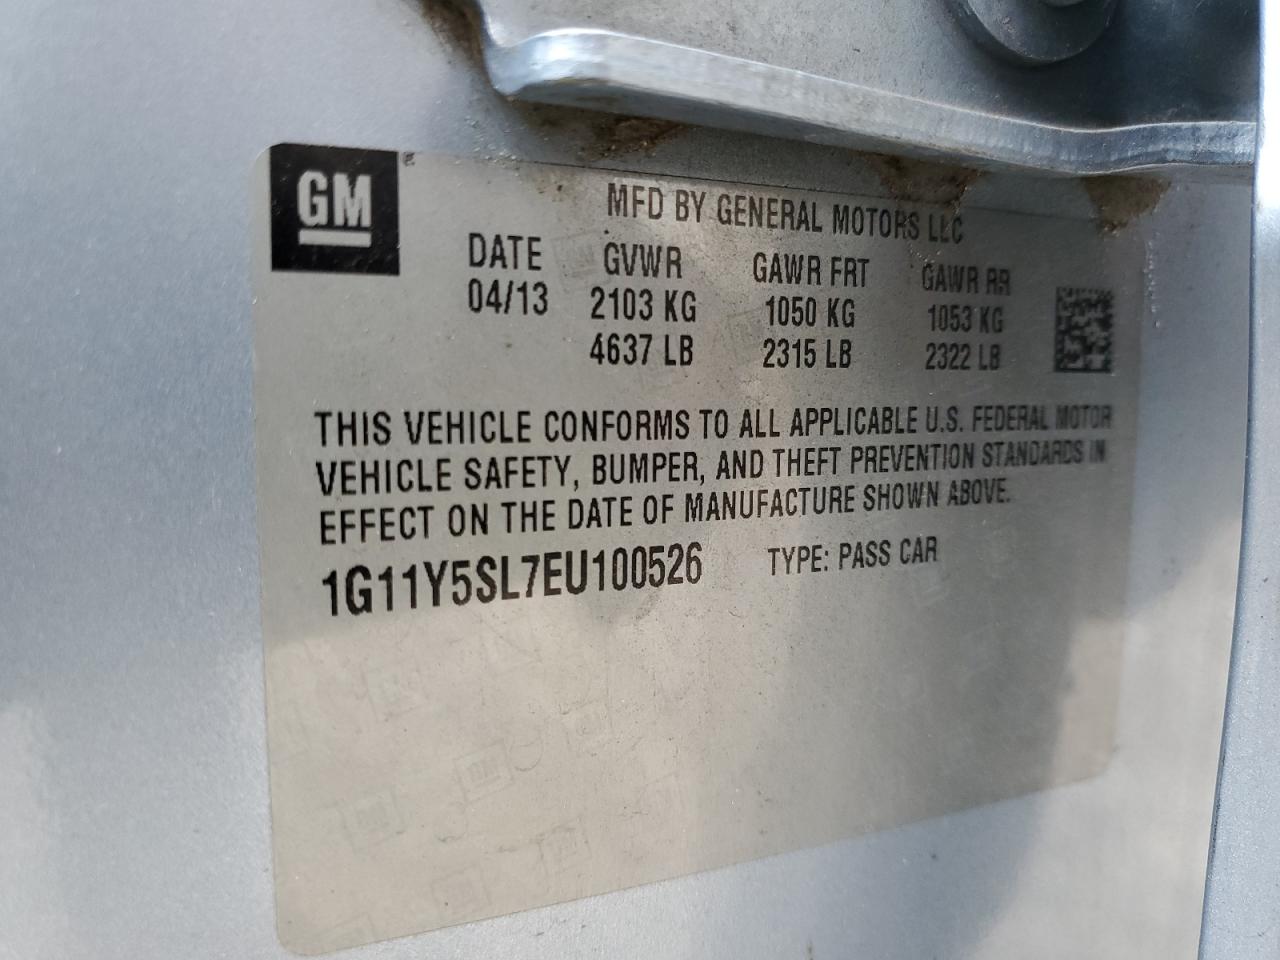 GM
MFD BY GENERAL MOTORS LLC
DATE GVWR GAWR FRT GAWR RR
04/13 2103 KG 1050 KG 1053 KG
4637 LB 2315 LB 2322 LB
THIS VEHICLE CONFORMS TO ALL APPLICABLE U.S. FEDERAL MOTOR
VEHICLE SAFETY, BUMPER, AND THEFT PREVENTION STANDARDS IN
EFFECT ON THE DATE OF MANUFACTURE SHOWN ABOVE.
1G11Y5SL7EU100526 TYPE: PASS CAR